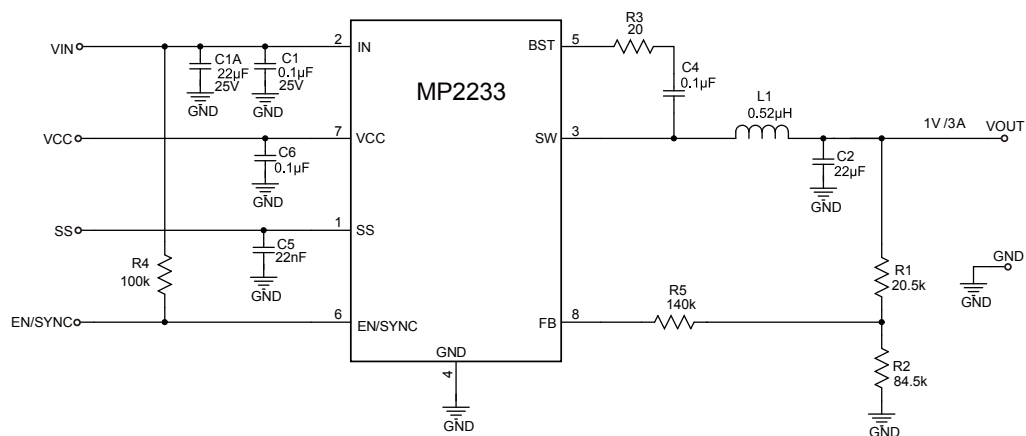 VIN
2
IN
C1A
22µF
25V
GND
C1
0.1µF
25V
GND
MP2233
BST
5
R3
20
C4
0.1µF
VCC
7
VCC
C6
0.1µF
GND
SW
3
L1
0.52µH
1V /3A
VOUT
C2
22µF
GND
SS
1
SS
C5
22nF
GND
R4
100k
EN/SYNC
6
EN/SYNC
FB
8
R5
140k
R1
20.5k
GND
GND
GND
4
GND
R2
84.5k
GND